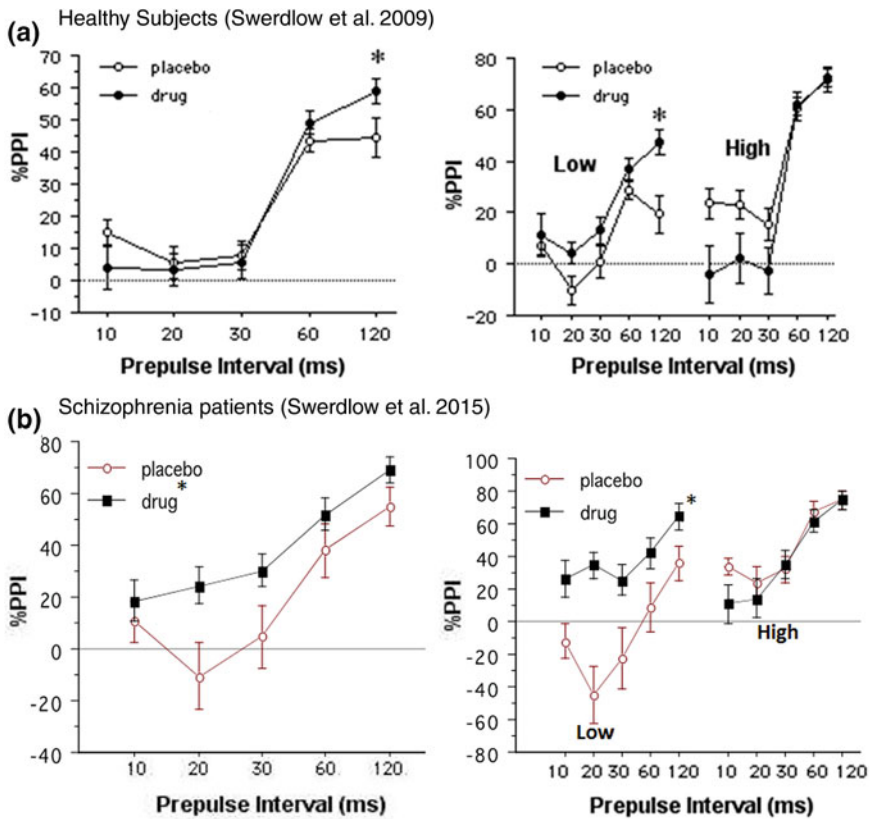 Healthy Subjects (Swerdlow et al. 2009)
(a)
70
60
50
40
30
20
10
0
-10
%PPI
placebo
drug
*
10 20 30 60 120
Prepulse Interval (ms)
80
60
40
20
0
-20
%PPI
placebo
drug
*
Low
High
10 20 30 60 120 10 20 30 60 120
Prepulse Interval (ms)
Schizophrenia patients (Swerdlow et al. 2015)
(b)
80
60
40
20
0
-20
-40
%PPI
placebo
drug *
10 20 30 60 120
Prepulse Interval (ms)
100
80
60
40
20
0
-20
-40
-60
-80
%PPI
placebo
drug
*
High
Low
10 20 30 60 120 10 20 30 60 120
Prepulse Interval (ms)